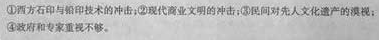 ①西方石印与铅印技术的冲击;②现代商业文明的冲击;③民间对先人文化遗产的漠视;
④政府和专家重视不够。